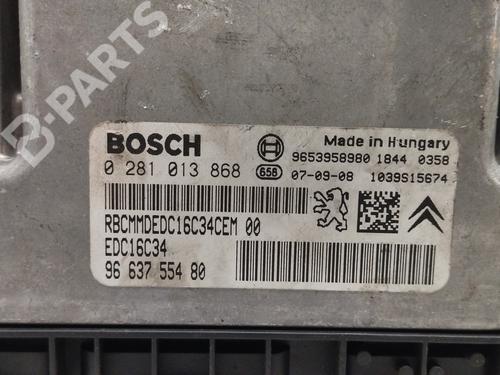 B-PARTS
BOSCH
Made in Hungary
0 281 013 868
9653958980 1844 0358
658 07-09-08 1039S15674
RBCMMDEDC16C34CEM 00
EDC16C34
96 637 554 80